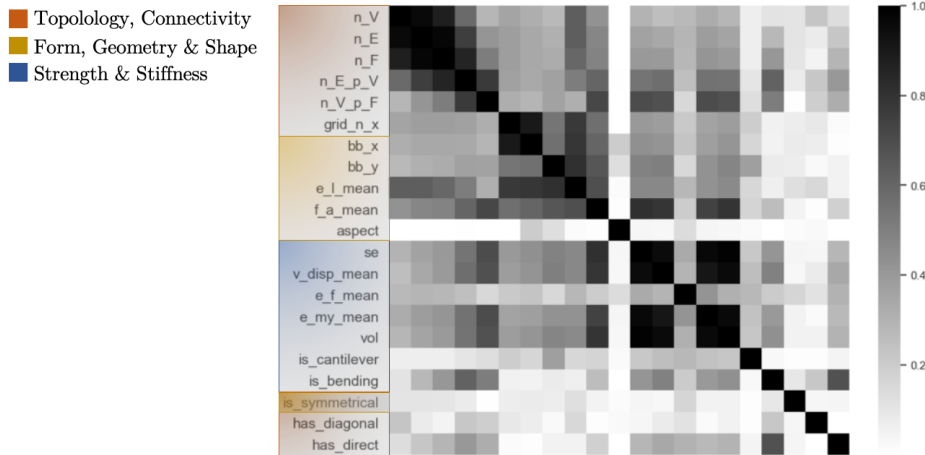 Topolology, Connectivity
Form, Geometry & Shape
Strength & Stiffness
n_V
n_E
n_F
n_E_p_V
n_V_p_F
grid_n_x
bb_x
bb_y
e_l_mean
f_a_mean
aspect
se
v_disp_mean
e_f_mean
e_my_mean
vol
is_cantilever
is_bending
is_symmetrical
has_diagonal
has_direct
1.0
0.8
0.6
0.4
0.2